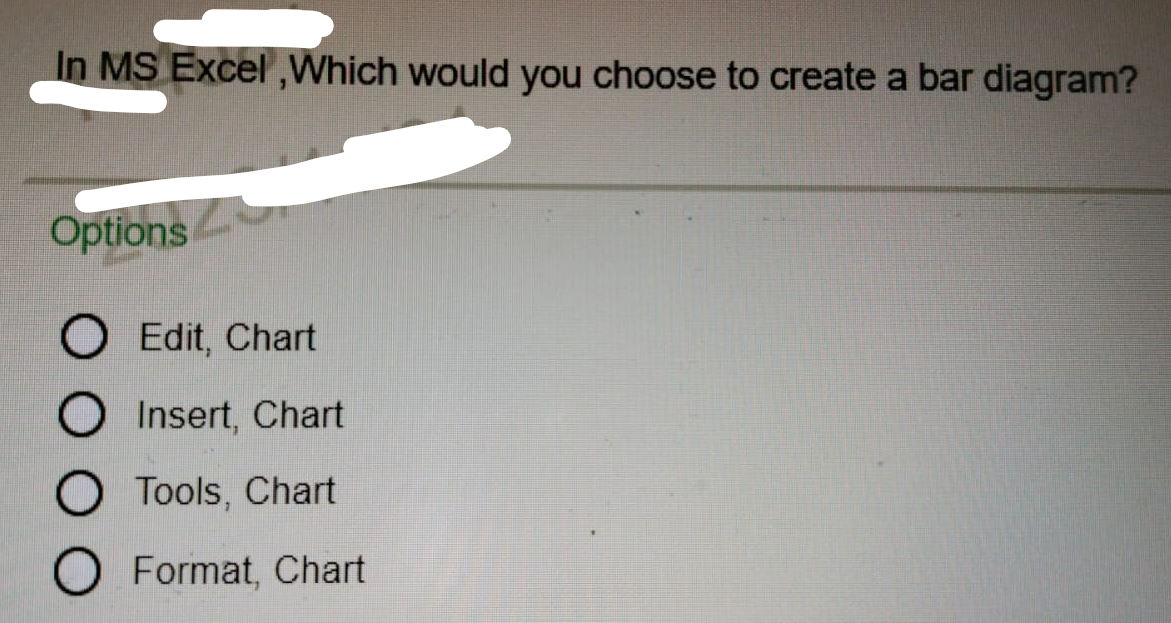 In MS Excel ,Which would you choose to create a bar diagram?
Options
Edit, Chart
Insert, Chart
Tools, Chart
Format, Chart